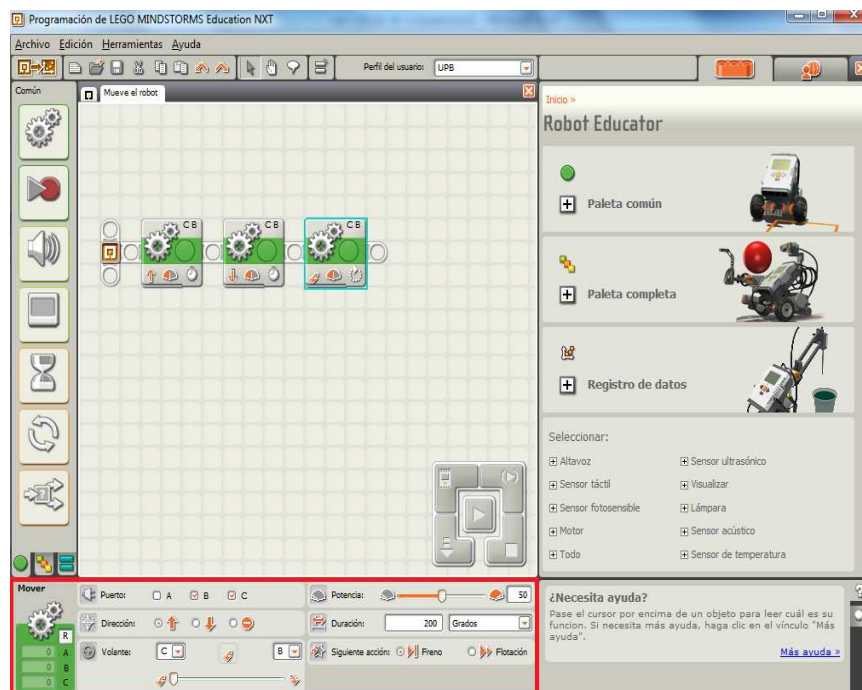 Programación de LEGO MINDSTORMS Education NXT
Archivo Edición Herramientas Ayuda
Perfil del usuario: UPB
Común
Mueve el robot
Inicio »
Robot Educator
C B
C B
C B
Paleta común
Paleta completa
Registro de datos
Seleccionar:
Altavoz
Sensor ultrasónico
Sensor táctil
Visualizar
Sensor fotosensible
Lámpara
Motor
Sensor acústico
Todo
Sensor de temperatura
Mover
R
0 A
0 B
0 C
Puerto: A B C
Potencia: 50
Dirección:
Duración: 200 Grados
Volante: C B
Siguiente acción: Freno Flotación
¿Necesita ayuda?
Pase el cursor por encima de un objeto para leer cuál es su
funcion. Si necesita más ayuda, haga clic en el vínculo "Más
ayuda".
Más ayuda »